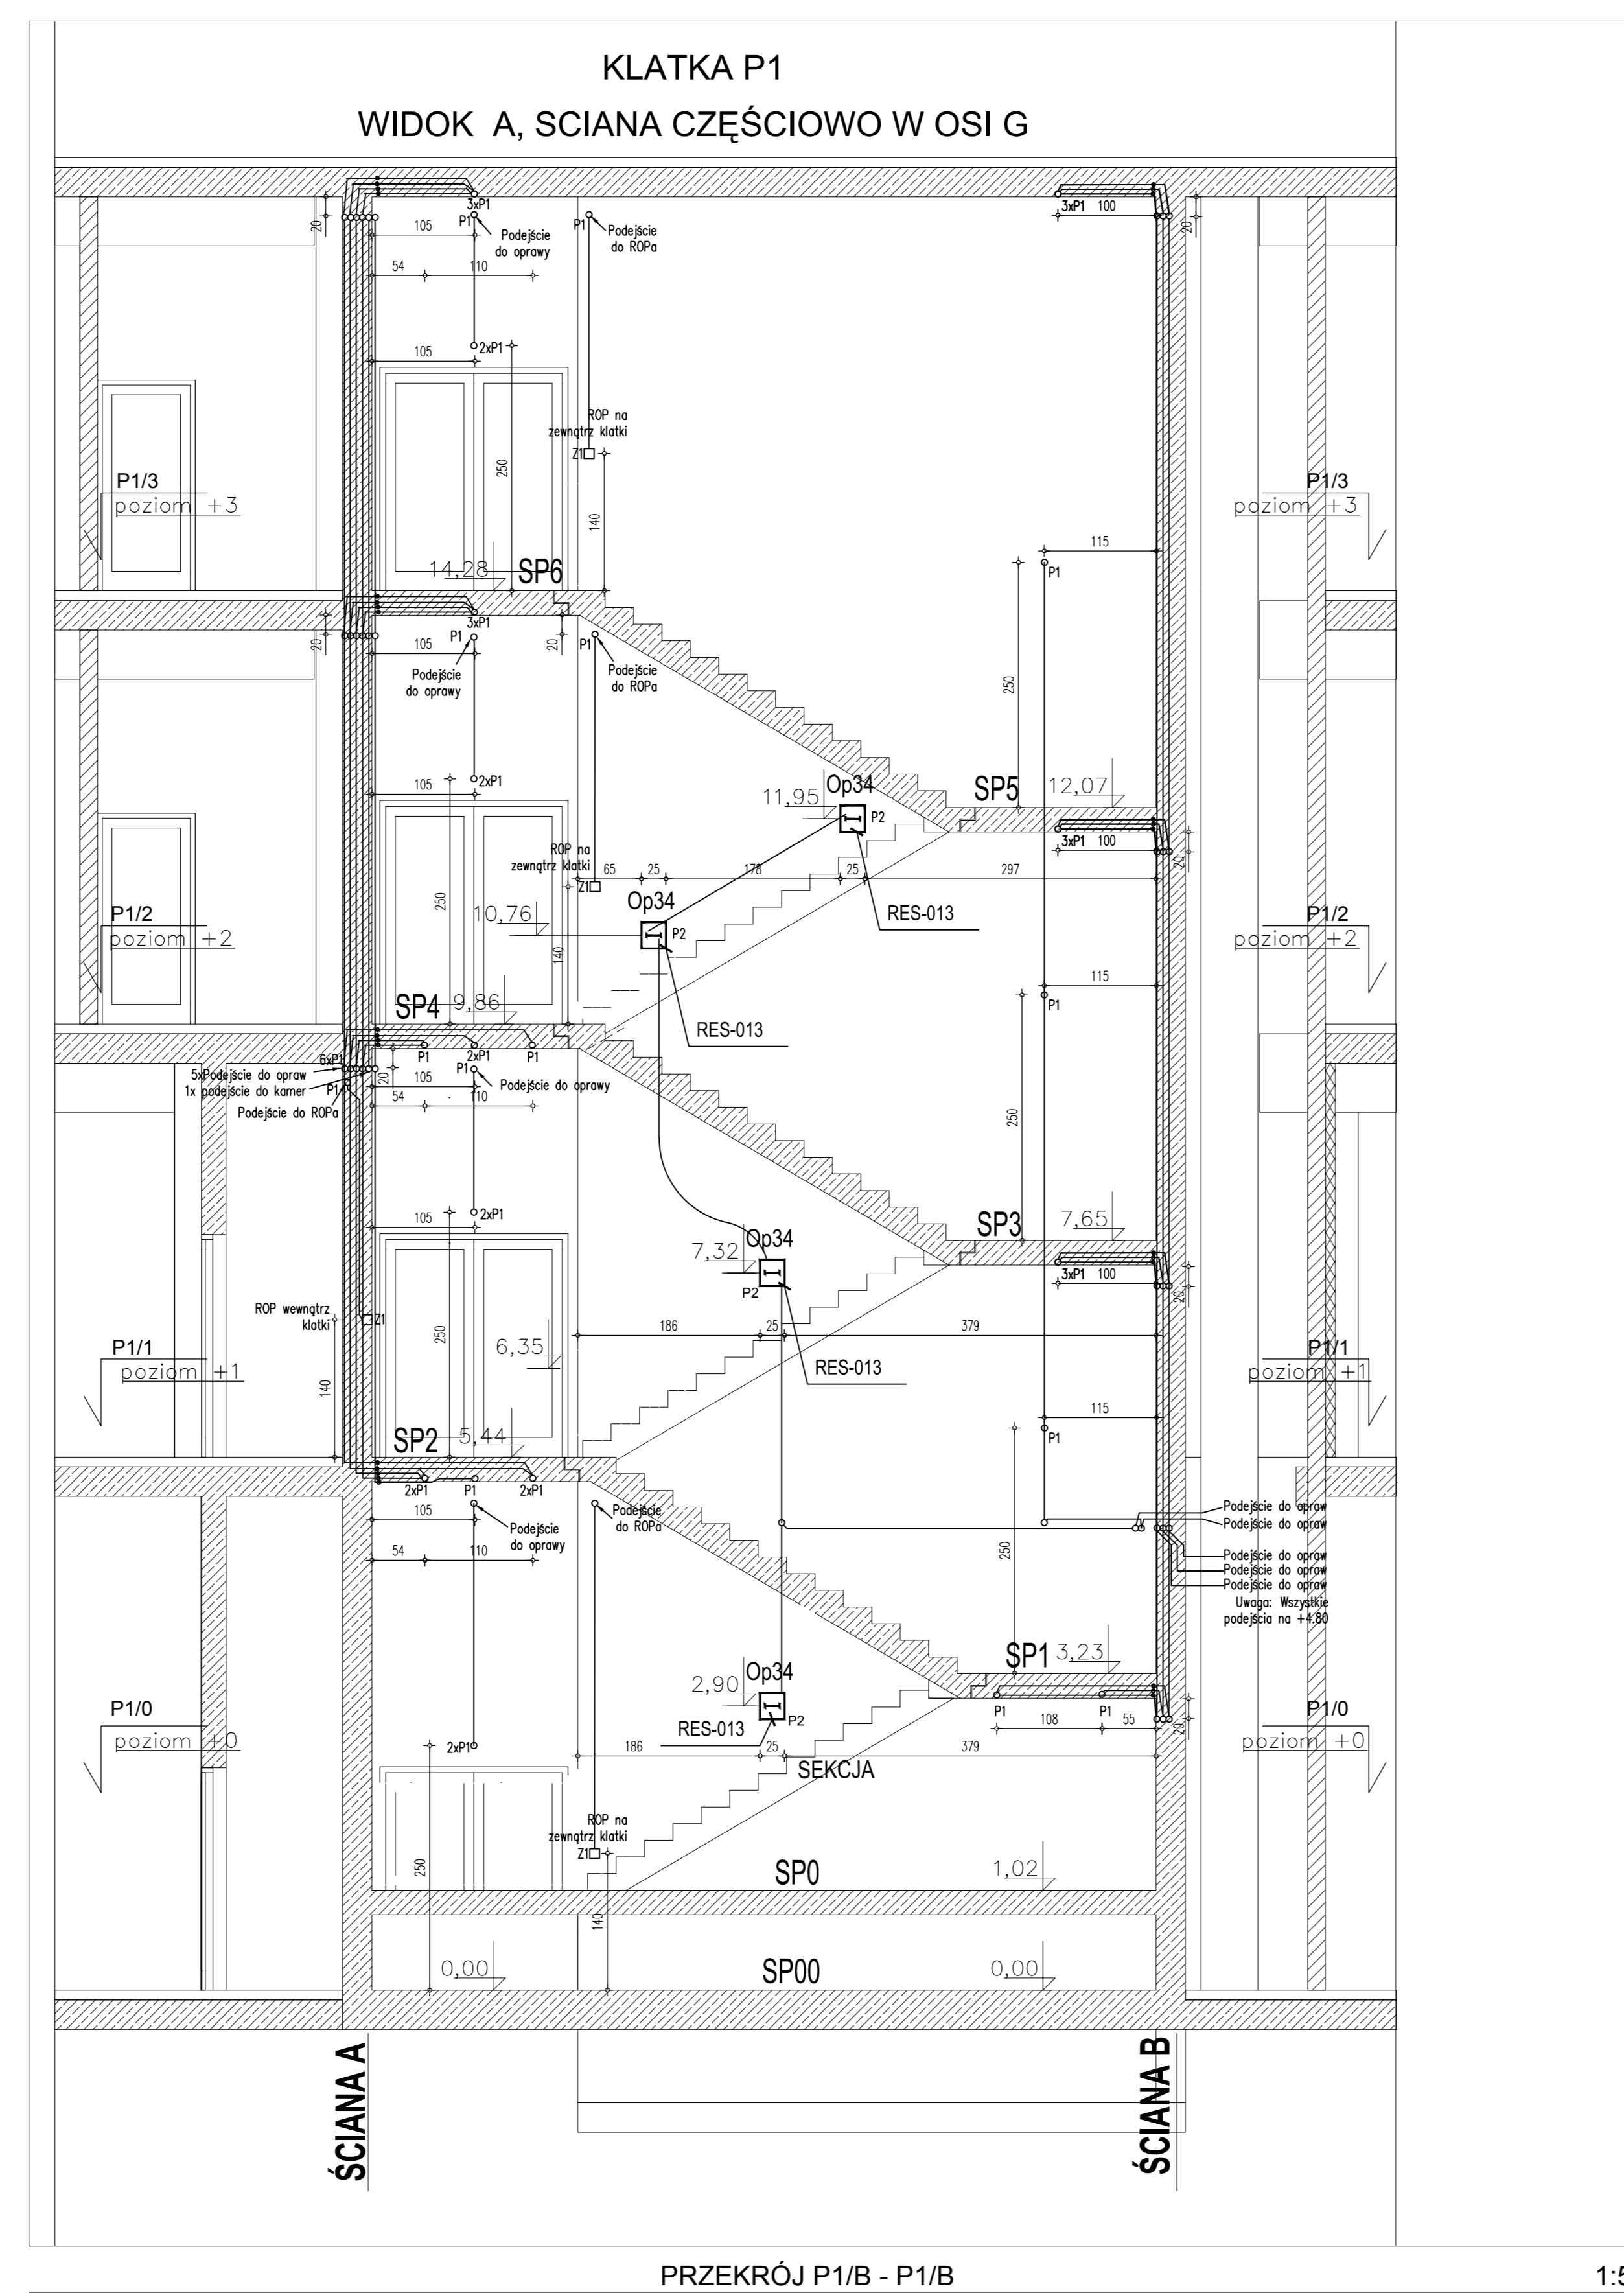 KLATKA P1
WIDOK A, SCIANA CZĘŚCIOWO W OSI G
3xP1
P1
105
Podejście
do oprawy
54
110
20
P1
Podejście
do ROPa
3xP1
100
20
105
2xP1
250
ROP na
zewnątrz klatki
Z1
140
P1/3
poziom +3
P1/3
poziom +3
14,28
SP6
115
P1
250
3xP1
P1
20
105
20
P1
Podejście
do oprawy
Podejście
do ROPa
105
2xP1
250
Op34
11,95
P2
SP5
12,07
3xP1
100
20
ROP na
zewnątrz klatki
Z1
65
25
178
25
297
RES-013
Op34
10,76
P2
140
P1/2
poziom +2
P1/2
poziom +2
RES-013
115
P1
250
SP4
9,86
6xP1
5xPodejście do opraw
1x podejście do kamer
P1
Podejście do ROPa
P1
2xP1
P1
20
105
Podejście do oprawy
54
110
105
2xP1
250
Op34
7,32
P2
SP3
7,65
3xP1
100
20
ROP wewnątrz
klatki
Z1
140
186
25
379
6,35
RES-013
P1/1
poziom +1
P1/1
poziom +1
115
P1
250
SP2
5,44
2xP1
P1
2xP1
105
Podejście
do oprawy
54
110
Podejście
do ROPa
Podejście do opraw
Podejście do opraw
Podejście do opraw
Podejście do opraw
Podejście do opraw
Uwaga: Wszystkie
podejścia na +4.80
SP1
3,23
P1
P1
108
55
20
Op34
2,90
P2
RES-013
P1/0
poziom +0
P1/0
poziom +0
2xP1
250
186
25
379
SEKCJA
ROP na
zewnątrz klatki
Z1
140
SP0
1,02
0,00
SP00
0,00
ŚCIANA A
ŚCIANA B
PRZEKRÓJ P1/B - P1/B